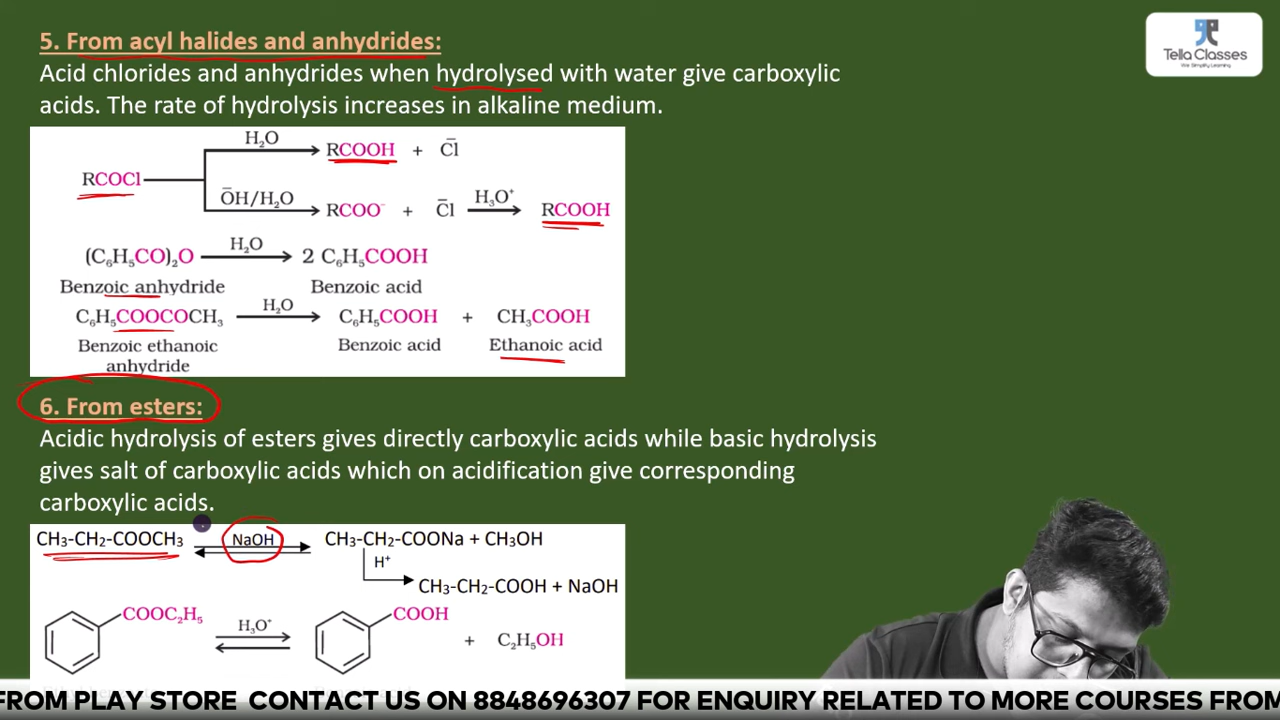 5. From acyl halides and anhydrides:
Tella Classes
We Simplify Learning
Acid chlorides and anhydrides when hydrolysed with water give carboxylic
acids. The rate of hydrolysis increases in alkaline medium.
H₂O
RCOOH + C̄l
RCOCl
ŌH/H₂O
RCOO⁻ + C̄l H₃O⁺ RCOOH
(C₆H₅CO)₂O H₂O 2 C₆H₅COOH
Benzoic anhydride Benzoic acid
C₆H₅COOCOCH₃ H₂O C₆H₅COOH + CH₃COOH
Benzoic ethanoic Benzoic acid Ethanoic acid
anhydride
6. From esters:
Acidic hydrolysis of esters gives directly carboxylic acids while basic hydrolysis
gives salt of carboxylic acids which on acidification give corresponding
carboxylic acids.
CH₃-CH₂-COOCH₃ NaOH CH₃-CH₂-COONa + CH₃OH
H⁺
CH₃-CH₂-COOH + NaOH
COOC₂H₅ H₃O⁺ COOH + C₂H₅OH
FROM PLAY STORE CONTACT US ON 8848696307 FOR ENQUIRY RELATED TO MORE COURSES FROM